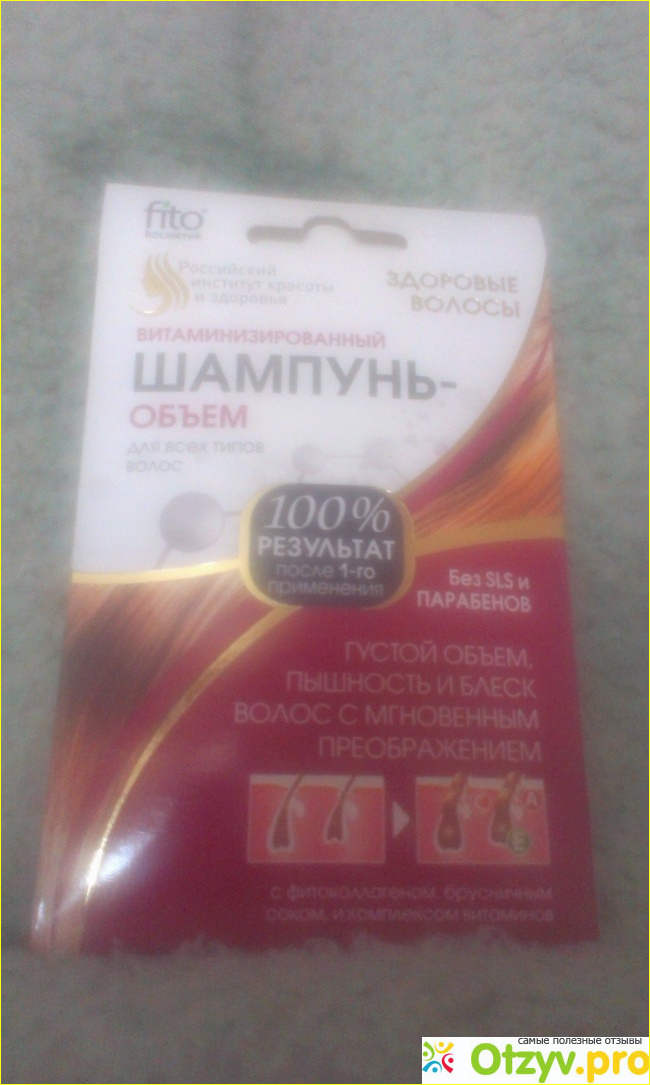 fito®
косметик
Российский
институт красоты
и здоровья
ЗДОРОВЫЕ
ВОЛОСЫ
ВИТАМИНИЗИРОВАННЫЙ
ШАМПУНЬ-
ОБЪЕМ
для всех типов
волос
100%
РЕЗУЛЬТАТ
после 1-го
применения
Без SLS и
ПАРАБЕНОВ
ГУСТОЙ ОБЪЕМ,
ПЫШНОСТЬ И БЛЕСК
ВОЛОС С МГНОВЕННЫМ
ПРЕОБРАЖЕНИЕМ
C A
E
с фитоколлагеном, брусничным
соком, и комплексом витаминов
самые полезные отзывы
Otzyv.pro